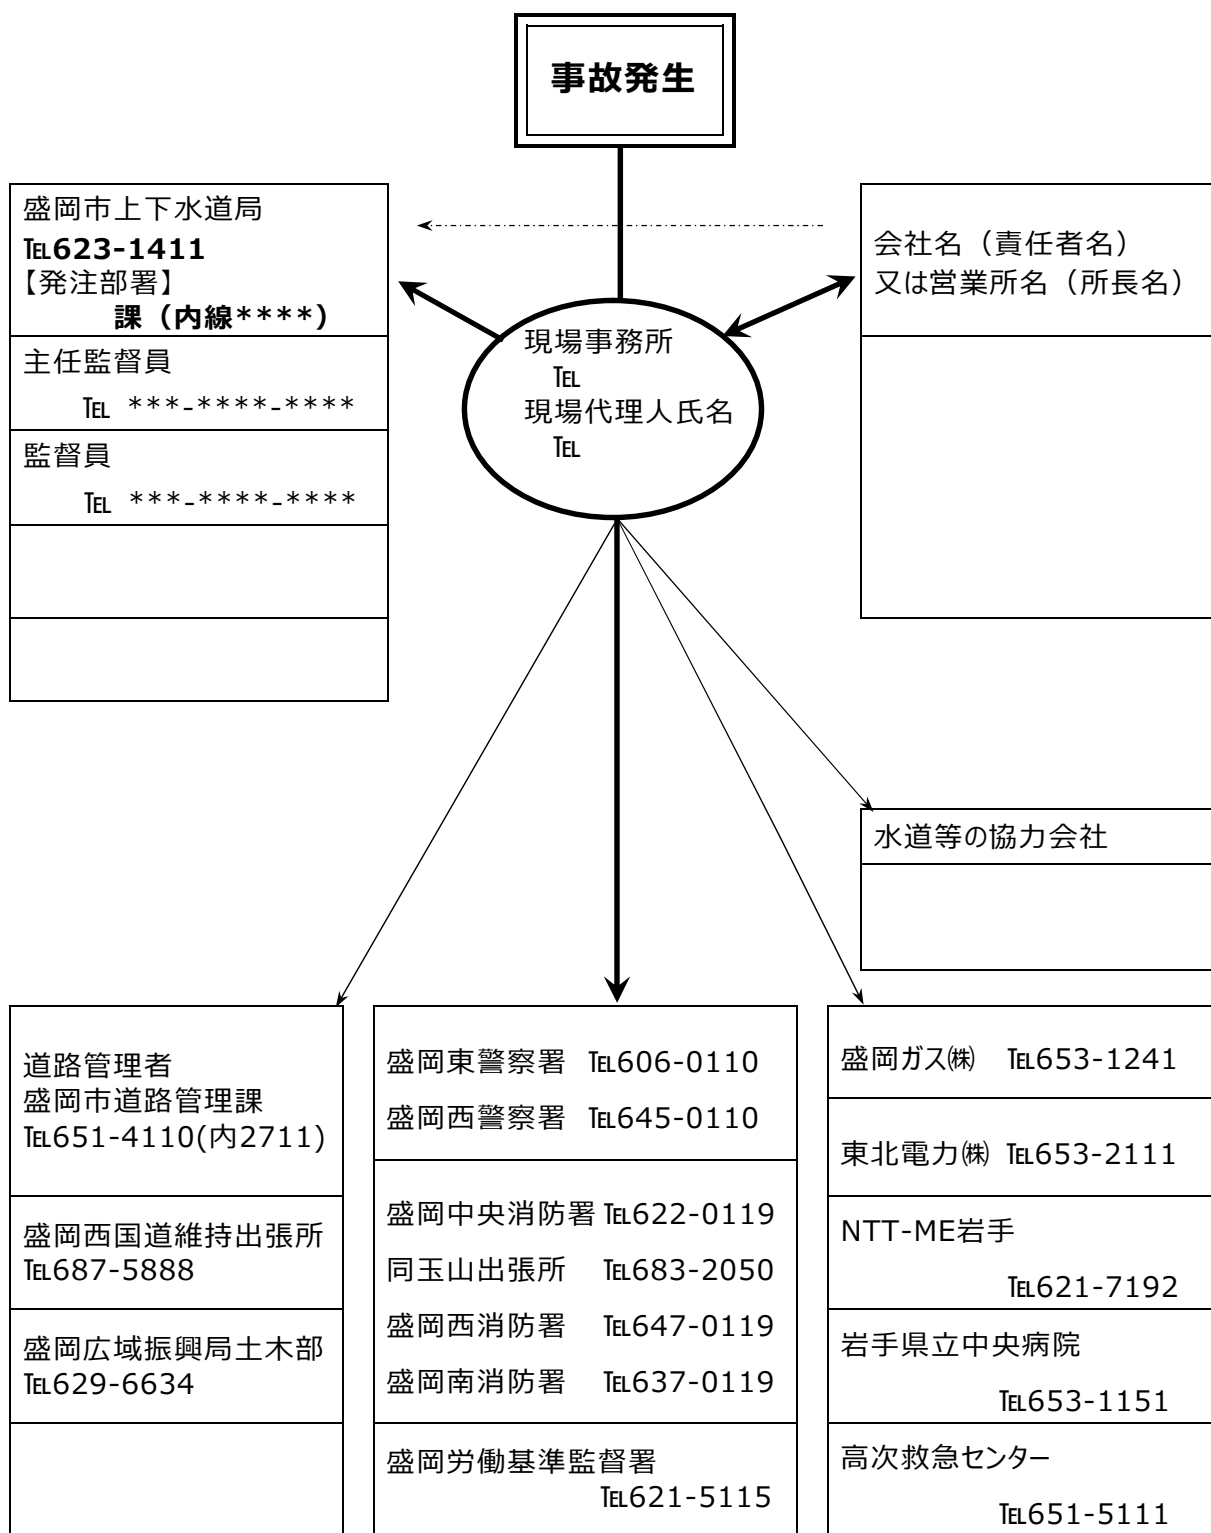 事故発生
盛岡市上下水道局
℡623-1411
【発注部署】
課（内線****）
主任監督員
℡ ***-****-****
監督員
℡ ***-****-****
会社名（責任者名）
又は営業所名（所長名）
現場事務所
℡
現場代理人氏名
℡
水道等の協力会社
道路管理者
盛岡市道路管理課
℡651-4110(内2711)
盛岡西国道維持出張所
℡687-5888
盛岡広域振興局土木部
℡629-6634
盛岡東警察署 ℡606-0110
盛岡西警察署 ℡645-0110
盛岡中央消防署 ℡622-0119
同玉山出張所 ℡683-2050
盛岡西消防署 ℡647-0119
盛岡南消防署 ℡637-0119
盛岡労働基準監督署
℡621-5115
盛岡ガス㈱ ℡653-1241
東北電力㈱ ℡653-2111
NTT-ME岩手
℡621-7192
岩手県立中央病院
℡653-1151
高次救急センター
℡651-5111